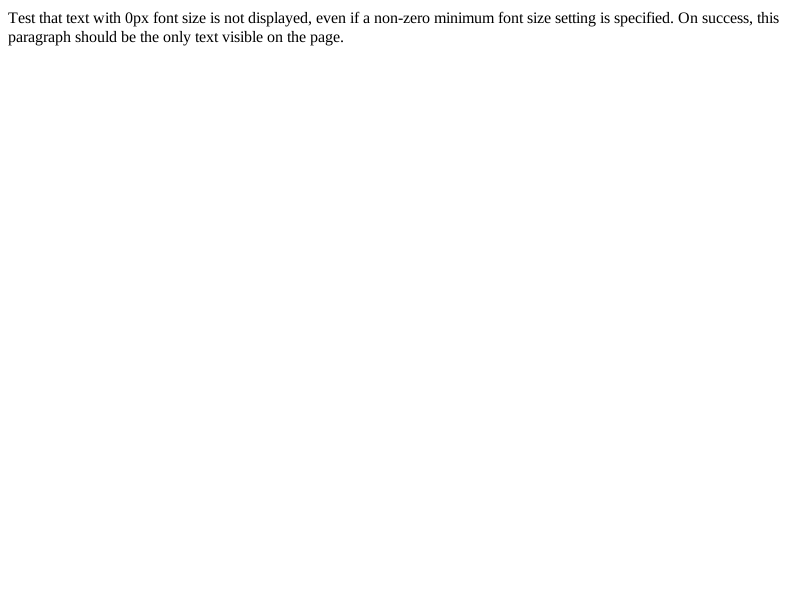 Test that text with 0px font size is not displayed, even if a non-zero minimum font size setting is specified. On success, this
paragraph should be the only text visible on the page.